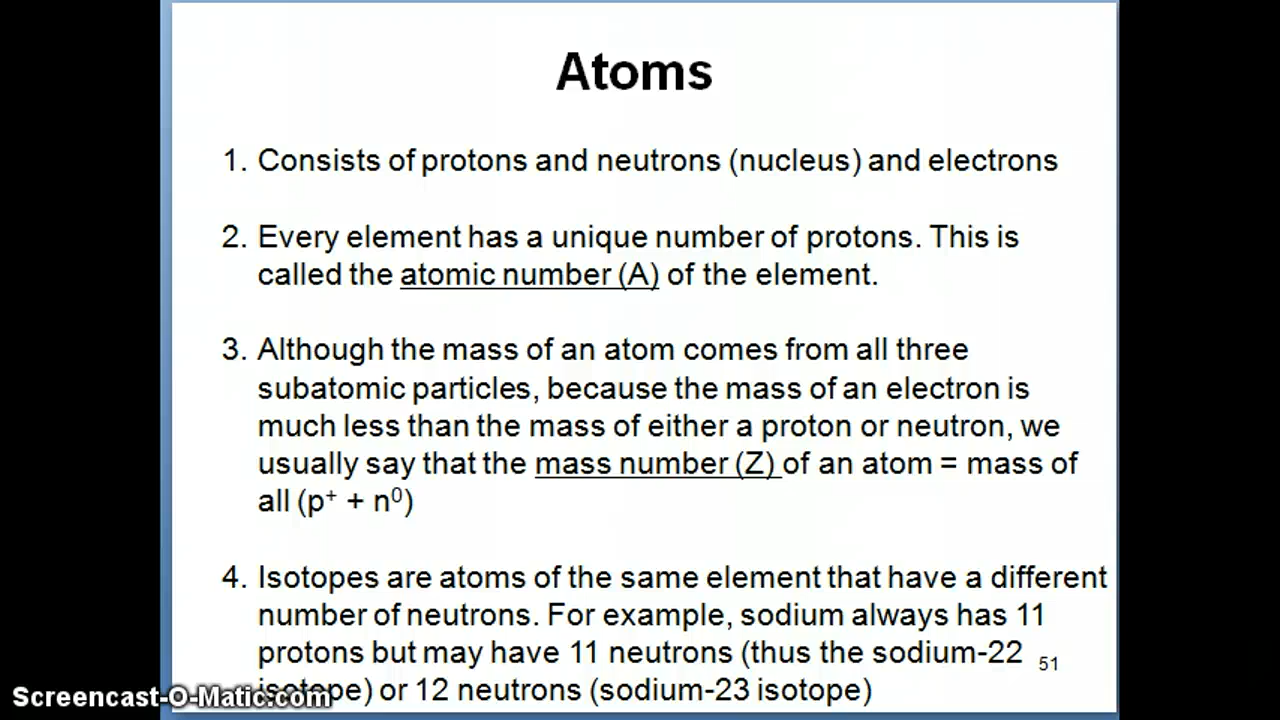 Atoms
1. Consists of protons and neutrons (nucleus) and electrons
2. Every element has a unique number of protons. This is
called the atomic number (A) of the element.
3. Although the mass of an atom comes from all three
subatomic particles, because the mass of an electron is
much less than the mass of either a proton or neutron, we
usually say that the mass number (Z) of an atom = mass of
all (p⁺ + n⁰)
4. Isotopes are atoms of the same element that have a different
number of neutrons. For example, sodium always has 11
protons but may have 11 neutrons (thus the sodium-22
51
isotope) or 12 neutrons (sodium-23 isotope)
Screencast-O-Matic.com